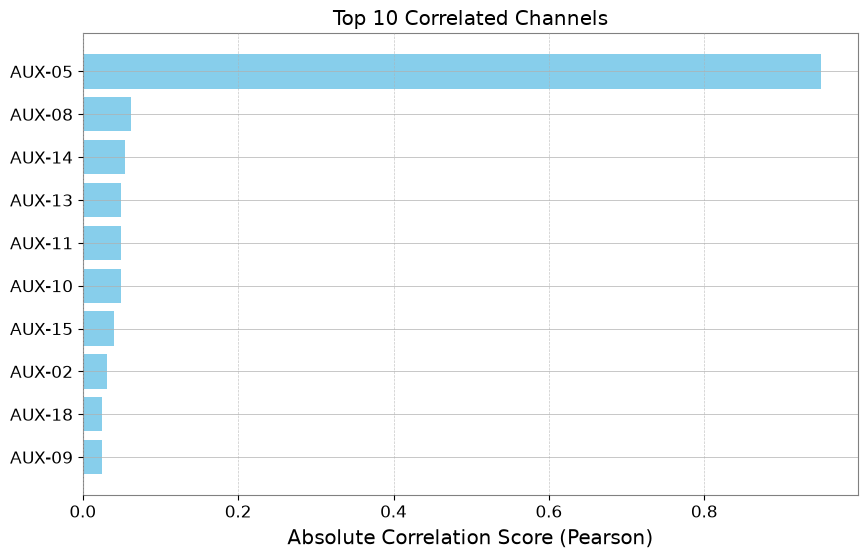 Top 10 Correlated Channels
AUX-05
AUX-08
AUX-14
AUX-13
AUX-11
AUX-10
AUX-15
AUX-02
AUX-18
AUX-09
0.0 0.2 0.4 0.6 0.8
Absolute Correlation Score (Pearson)